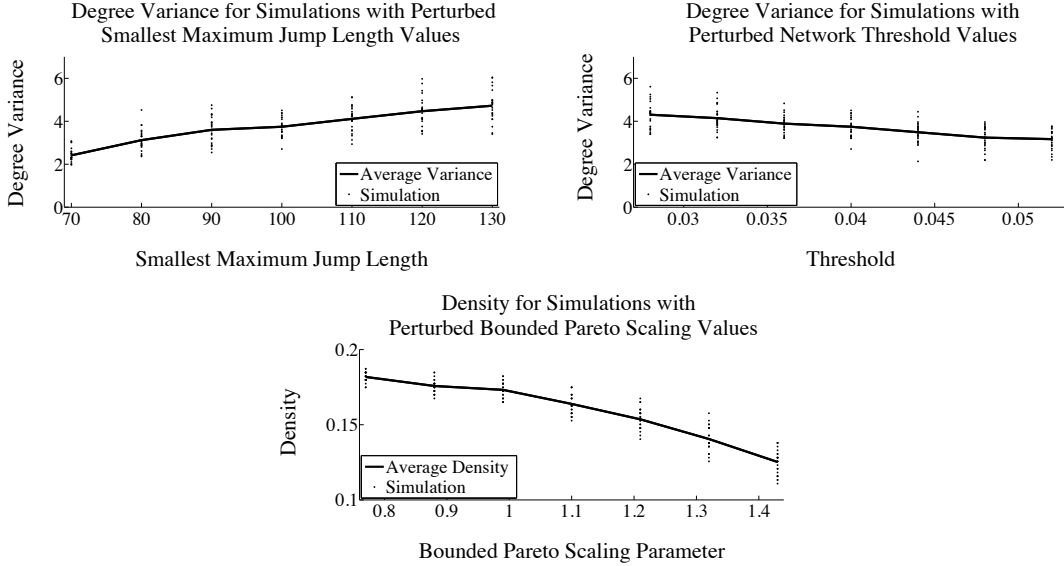 Degree Variance for Simulations with Perturbed
Smallest Maximum Jump Length Values
Degree Variance
6
4
2
0
70
80
90
100
110
120
130
Average Variance
Simulation
Smallest Maximum Jump Length
Degree Variance for Simulations with
Perturbed Network Threshold Values
Degree Variance
6
4
2
0
0.03
0.035
0.04
0.045
0.05
Average Variance
Simulation
Threshold
Density for Simulations with
Perturbed Bounded Pareto Scaling Values
Density
0.2
0.15
0.1
0.8
0.9
1
1.1
1.2
1.3
1.4
Average Density
Simulation
Bounded Pareto Scaling Parameter